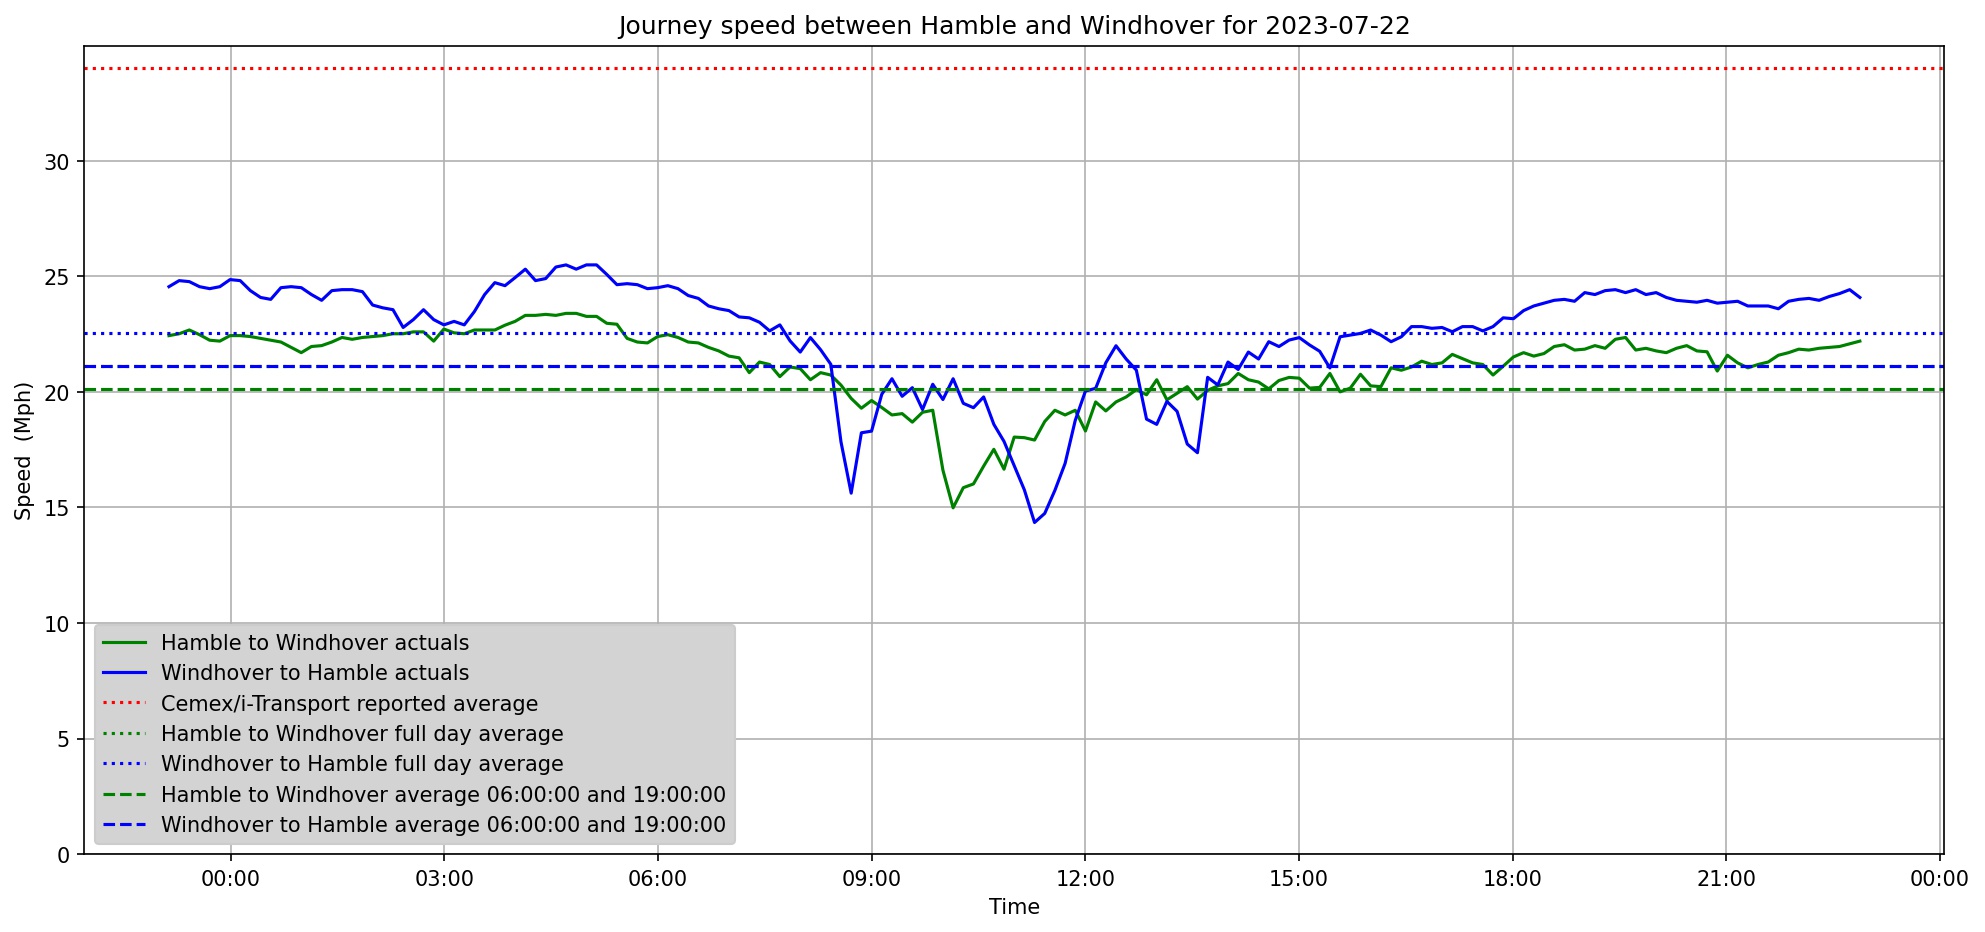 Journey speed between Hamble and Windhover for 2023-07-22
Speed  (Mph)
30
25
20
15
10
5
0
Hamble to Windhover actuals
Windhover to Hamble actuals
Cemex/i-Transport reported average
Hamble to Windhover full day average
Windhover to Hamble full day average
Hamble to Windhover average 06:00:00 and 19:00:00
Windhover to Hamble average 06:00:00 and 19:00:00
00:00 03:00 06:00 09:00 12:00 15:00 18:00 21:00 00:00
Time